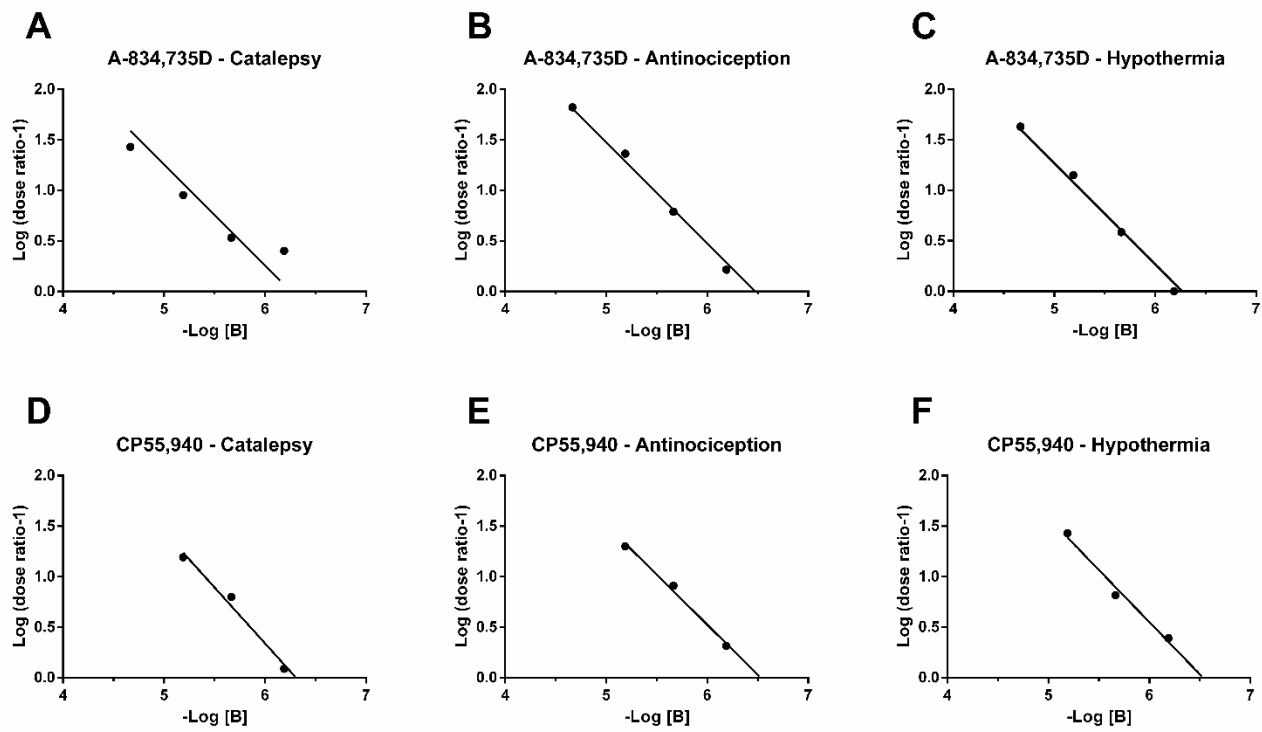 A
A-834,735D - Catalepsy
2.0
1.5
1.0
0.5
0.0
Log (dose ratio-1)
4 5 6 7
-Log [B]
B
A-834,735D - Antinociception
2.0
1.5
1.0
0.5
0.0
Log (dose ratio-1)
4 5 6 7
-Log [B]
C
A-834,735D - Hypothermia
2.0
1.5
1.0
0.5
0.0
Log (dose ratio-1)
4 5 6 7
-Log [B]
D
CP55,940 - Catalepsy
2.0
1.5
1.0
0.5
0.0
Log (dose ratio-1)
4 5 6 7
-Log [B]
E
CP55,940 - Antinociception
2.0
1.5
1.0
0.5
0.0
Log (dose ratio-1)
4 5 6 7
-Log [B]
F
CP55,940 - Hypothermia
2.0
1.5
1.0
0.5
0.0
Log (dose ratio-1)
4 5 6 7
-Log [B]